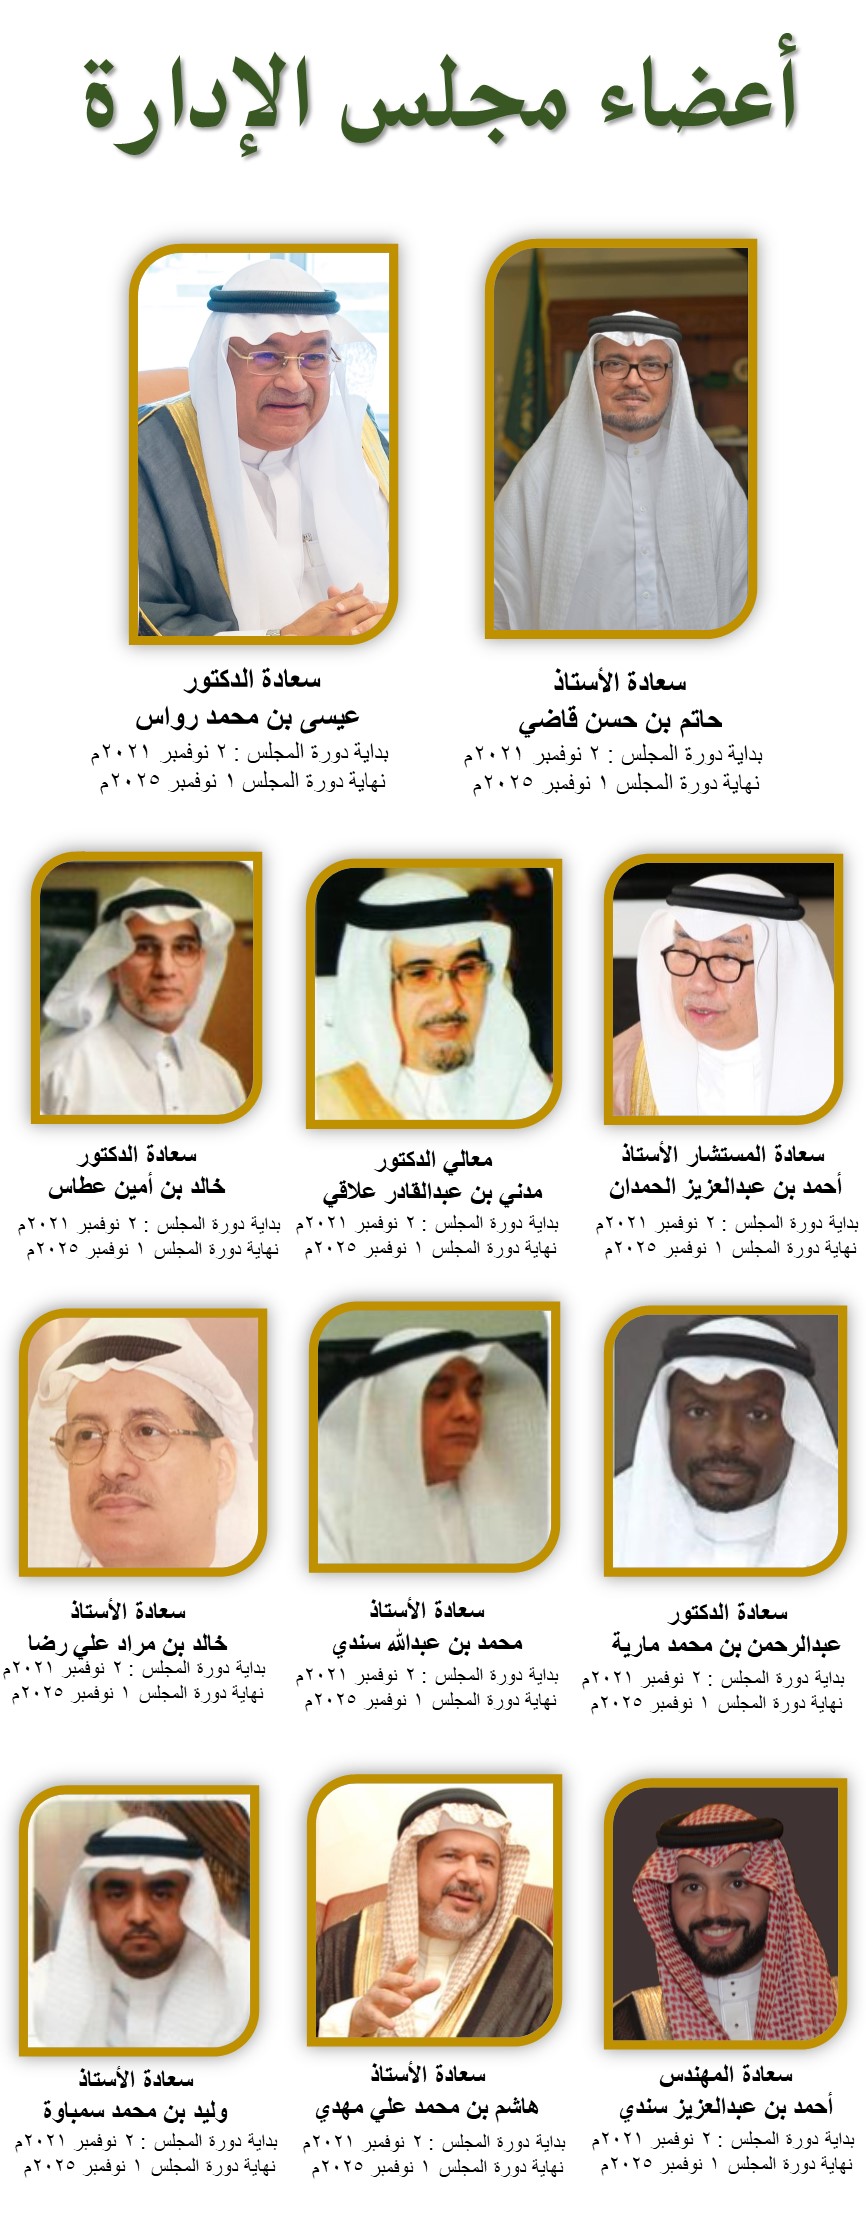 أعضاء مجلس الإدارة
سعادة الأستاذ
حاتم بن حسن قاضي
بداية دورة المجلس : ٢ نوفمبر ٢٠٢١م
نهاية دورة المجلس ١ نوفمبر ٢٠٢٥م
سعادة الدكتور
عيسى بن محمد رواس
بداية دورة المجلس : ٢ نوفمبر ٢٠٢١م
نهاية دورة المجلس ١ نوفمبر ٢٠٢٥م
سعادة المستشار الأستاذ
أحمد بن عبدالعزيز الحمدان
بداية دورة المجلس : ٢ نوفمبر ٢٠٢١م
نهاية دورة المجلس ١ نوفمبر ٢٠٢٥م
معالي الدكتور
مدني بن عبدالقادر علاقي
بداية دورة المجلس : ٢ نوفمبر ٢٠٢١م
نهاية دورة المجلس ١ نوفمبر ٢٠٢٥م
سعادة الدكتور
خالد بن أمين عطاس
بداية دورة المجلس : ٢ نوفمبر ٢٠٢١م
نهاية دورة المجلس ١ نوفمبر ٢٠٢٥م
سعادة الدكتور
عبدالرحمن بن محمد مارية
بداية دورة المجلس : ٢ نوفمبر ٢٠٢١م
نهاية دورة المجلس ١ نوفمبر ٢٠٢٥م
سعادة الأستاذ
محمد بن عبدالله سندي
بداية دورة المجلس : ٢ نوفمبر ٢٠٢١م
نهاية دورة المجلس ١ نوفمبر ٢٠٢٥م
سعادة الأستاذ
خالد بن مراد علي رضا
بداية دورة المجلس : ٢ نوفمبر ٢٠٢١م
نهاية دورة المجلس ١ نوفمبر ٢٠٢٥م
سعادة المهندس
أحمد بن عبدالعزيز سندي
بداية دورة المجلس : ٢ نوفمبر ٢٠٢١م
نهاية دورة المجلس ١ نوفمبر ٢٠٢٥م
سعادة الأستاذ
هاشم بن محمد علي مهدي
بداية دورة المجلس : ٢ نوفمبر ٢٠٢١م
نهاية دورة المجلس ١ نوفمبر ٢٠٢٥م
سعادة الأستاذ
وليد بن محمد سمباوة
بداية دورة المجلس : ٢ نوفمبر ٢٠٢١م
نهاية دورة المجلس ١ نوفمبر ٢٠٢٥م